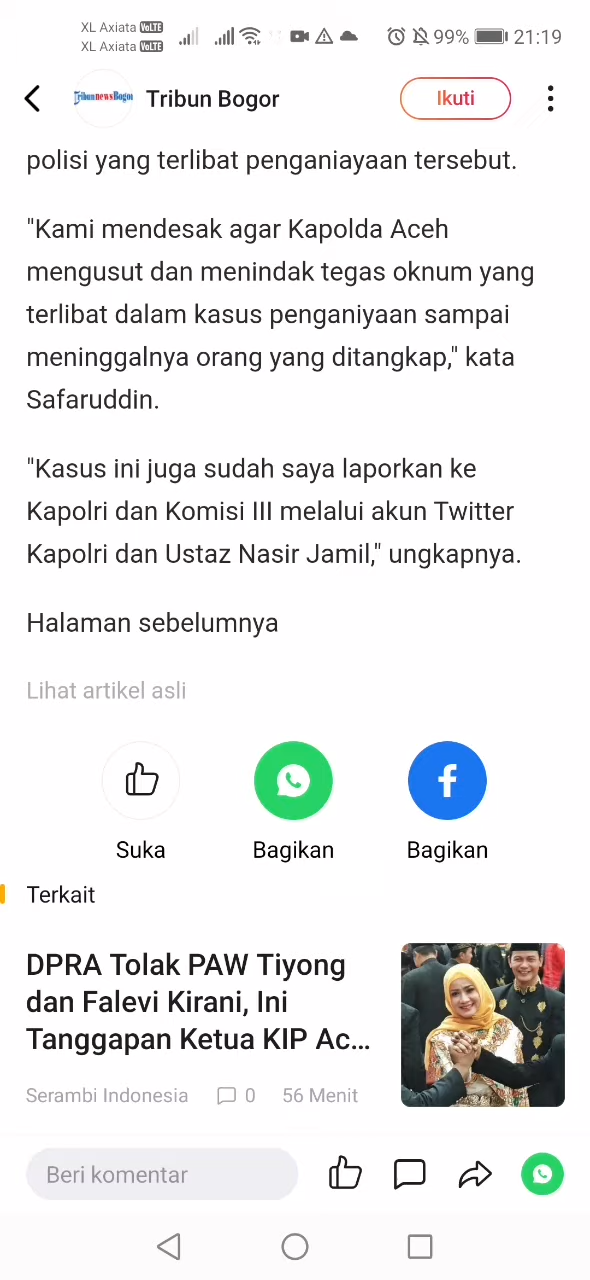 XL Axiata VoLTE
XL Axiata VoLTE
99% 21:19
TribunnewsBogor Tribun Bogor Ikuti
polisi yang terlibat penganiayaan tersebut.
"Kami mendesak agar Kapolda Aceh
mengusut dan menindak tegas oknum yang
terlibat dalam kasus penganiyaan sampai
meninggalnya orang yang ditangkap," kata
Safaruddin.
"Kasus ini juga sudah saya laporkan ke
Kapolri dan Komisi III melalui akun Twitter
Kapolri dan Ustaz Nasir Jamil," ungkapnya.
Halaman sebelumnya
Lihat artikel asli
Suka Bagikan Bagikan
Terkait
DPRA Tolak PAW Tiyong
dan Falevi Kirani, Ini
Tanggapan Ketua KIP Ac...
Serambi Indonesia 0 56 Menit
Beri komentar